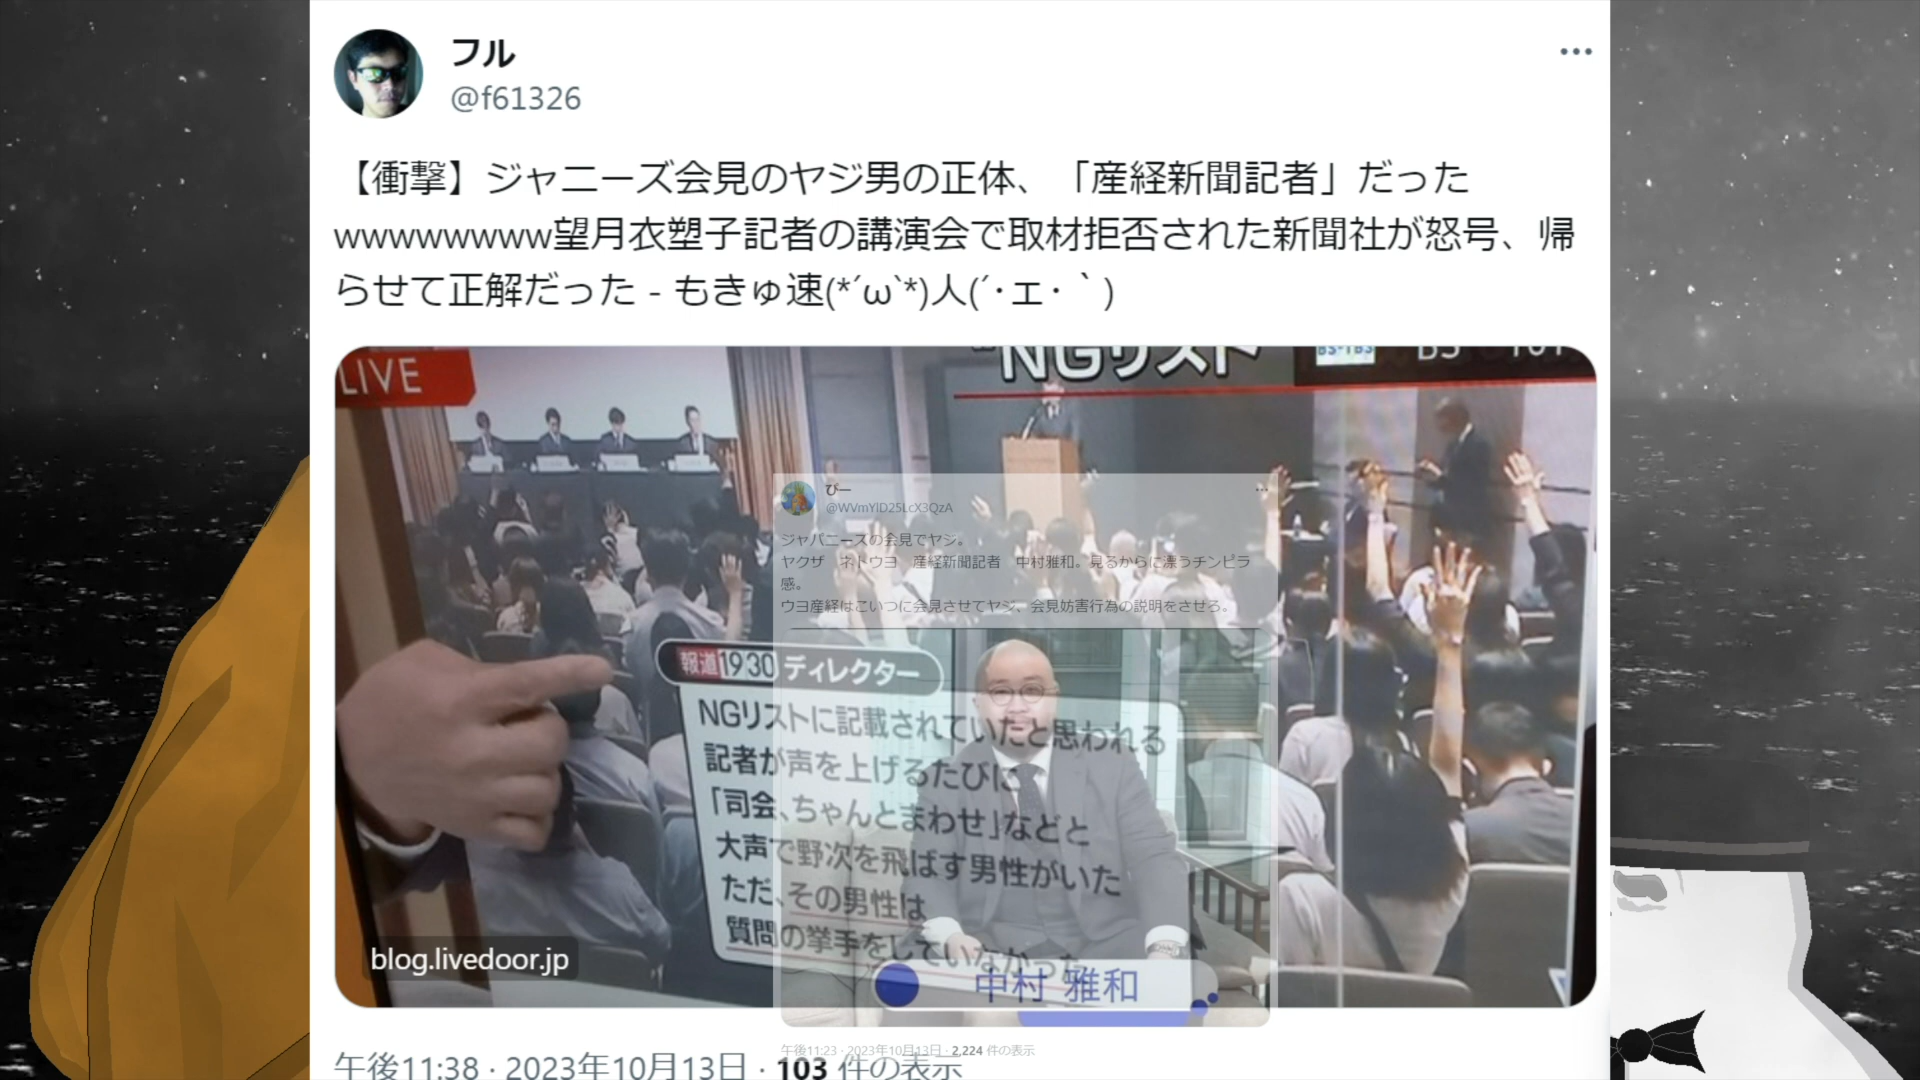 フル
@f61326
【衝撃】ジャニーズ会見のヤジ男の正体、「産経新聞記者」だった
wwwwwwww望月衣塑子記者の講演会で取材拒否された新聞社が怒号、帰
らせて正解だった - もきゅ速(*´ω`*)人(´･ェ･｀)
LIVE
NGリスト
BS-TBS
ぴー
@WVmYlD25LcX3QzA
ジャパニーズの会見でヤジ。
ヤクザ　ネトウヨ　産経新聞記者　中村雅和。見るからに漂うチンピラ
感。
ウヨ産経はこいつに会見させてヤジ、会見妨害行為の説明をさせろ。
報道1930 ディレクター
NGリストに記載されていたと思われる
記者が声を上げるたびに
「司会、ちゃんとまわせ」などと
大声で野次を飛ばす男性がいた
ただ、その男性は
質問の挙手をしていなかった
blog.livedoor.jp
中村 雅和
午後11:23 · 2023年10月13日 · 2,224 件の表示
午後11:38 · 2023年10月13日 · 103 件の表示